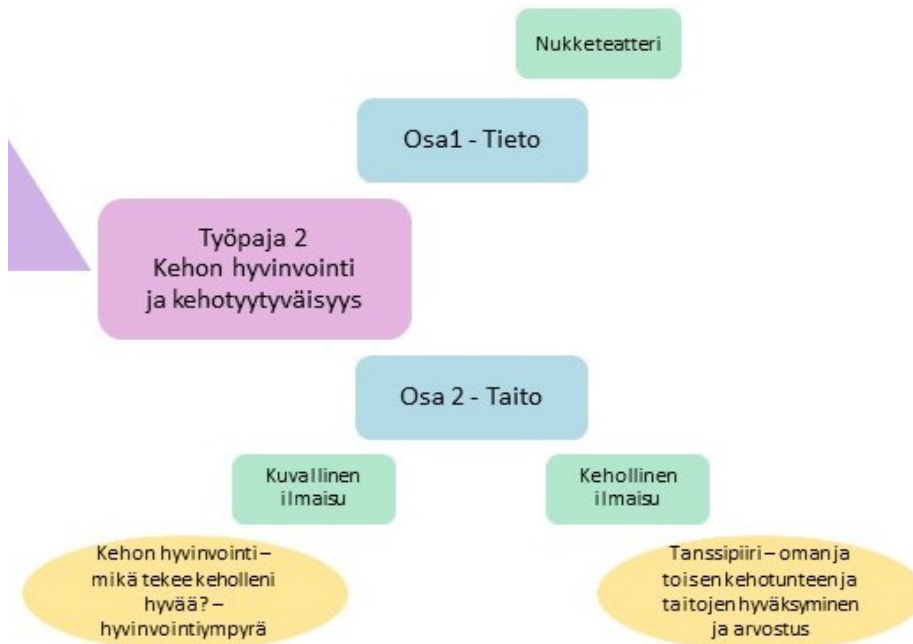 Nukketeatteri
Osa1 - Tieto
Työpaja 2
Kehon hyvinvointi
ja kehotyytyväisyys
Osa 2 - Taito
Kuvallinen
ilmaisu
Kehollinen
ilmaisu
Kehon hyvinvointi –
mikä tekee keholleni
hyvää? –
hyvinvointiympyrä
Tanssipiiri – oman ja
toisen kehotunteen ja
taitojen hyväksyminen
ja arvostus